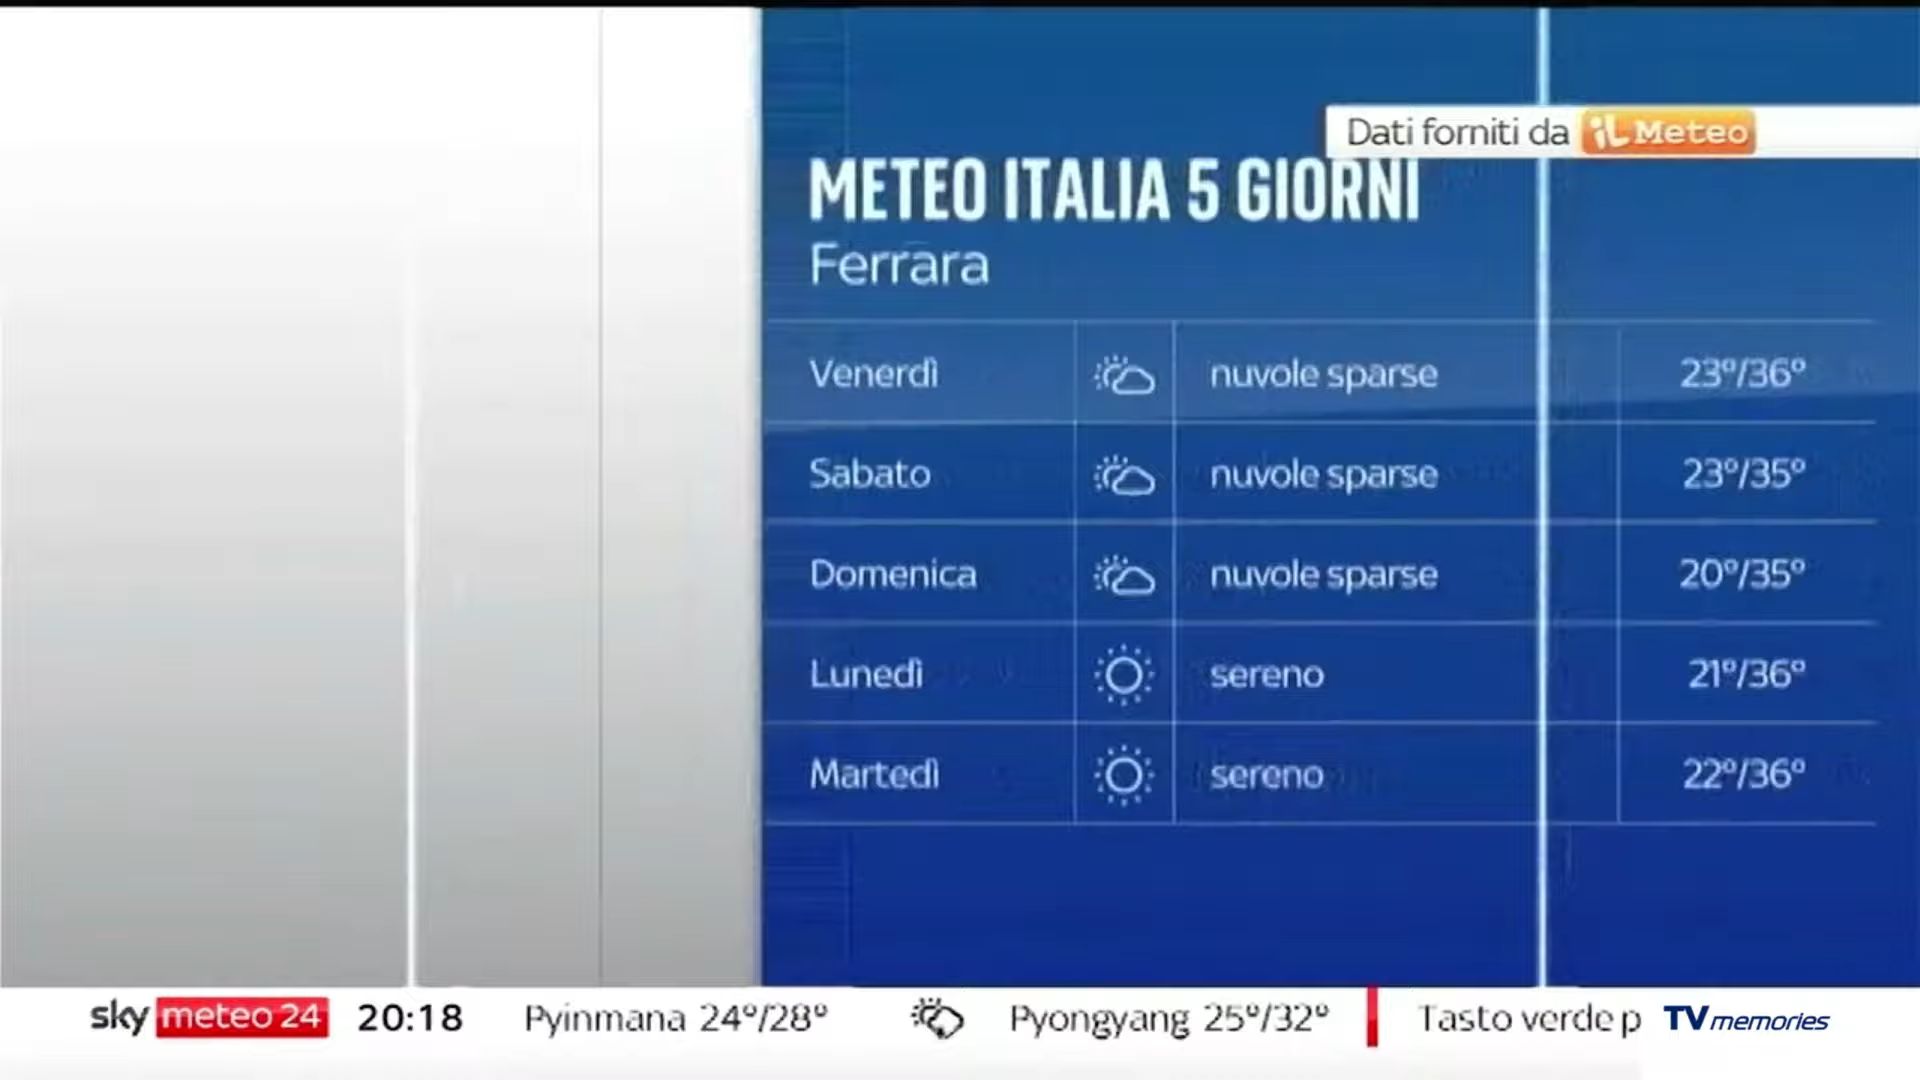 Dati forniti da iL Meteo
METEO ITALIA 5 GIORNI
Ferrara
Venerdì nuvole sparse 23°/36°
Sabato nuvole sparse 23°/35°
Domenica nuvole sparse 20°/35°
Lunedì sereno 21°/36°
Martedì sereno 22°/36°
sky meteo 24 20:18 Pyinmana 24°/28° Pyongyang 25°/32° Tasto verde p TV memories